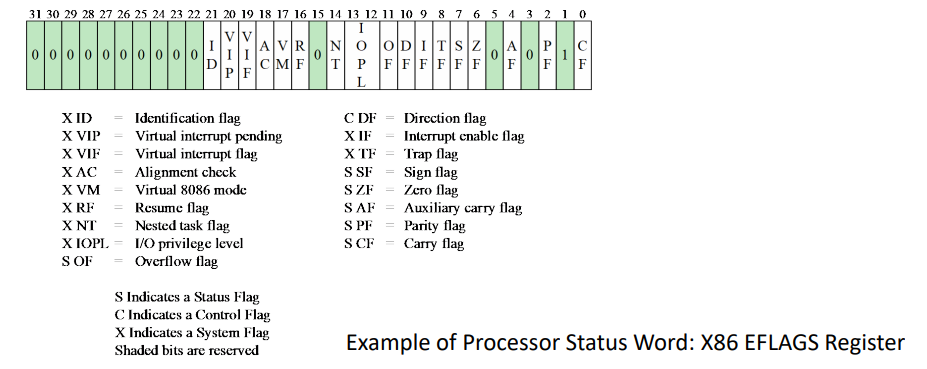 31 30 29 28 27 26 25 24 23 22 21 20 19 18 17 16 15 14 13 12 11 10 9 8 7 6 5 4 3 2 1 0
0 0 0 0 0 0 0 0 0 0 ID VIP VIF AC VM RF 0 NT IOPL OF DF IF TF SF ZF 0 AF 0 PF 1 CF
X ID = Identification flag
X VIP = Virtual interrupt pending
X VIF = Virtual interrupt flag
X AC = Alignment check
X VM = Virtual 8086 mode
X RF = Resume flag
X NT = Nested task flag
X IOPL = I/O privilege level
S OF = Overflow flag
C DF = Direction flag
X IF = Interrupt enable flag
X TF = Trap flag
S SF = Sign flag
S ZF = Zero flag
S AF = Auxiliary carry flag
S PF = Parity flag
S CF = Carry flag
S Indicates a Status Flag
C Indicates a Control Flag
X Indicates a System Flag
Shaded bits are reserved
Example of Processor Status Word: X86 EFLAGS Register